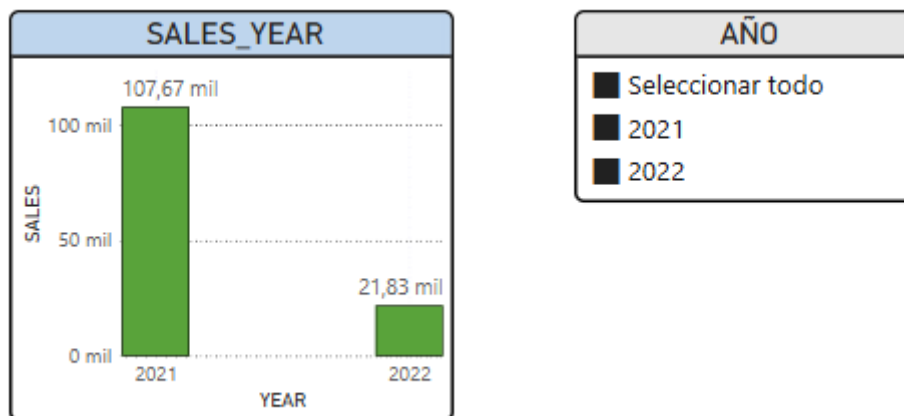 SALES_YEAR
107,67 mil
100 mil
SALES
50 mil
21,83 mil
0 mil
2021
2022
YEAR
AÑO
Seleccionar todo
2021
2022